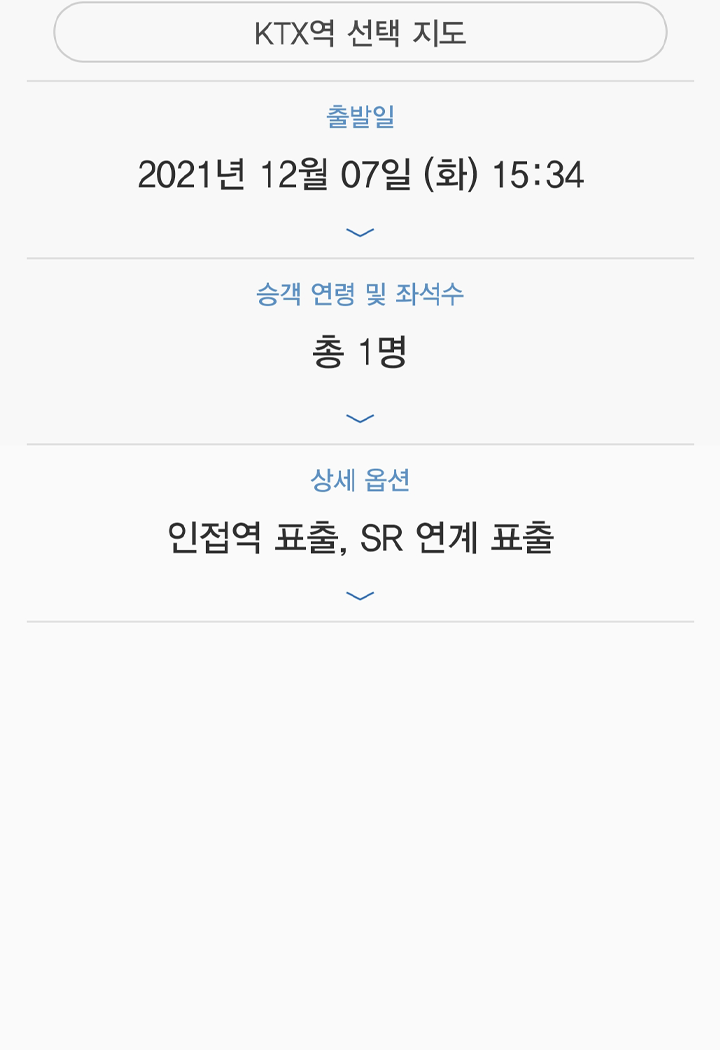 KTX역 선택 지도
출발일
2021년 12월 07일 (화) 15:34
승객 연령 및 좌석수
총 1명
상세 옵션
인접역 표출, SR 연계 표출